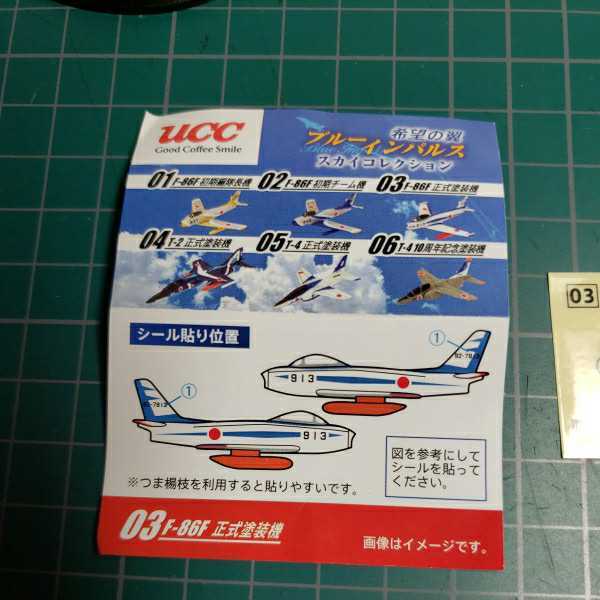 UCC
Good Coffee Smile
希望の翼
ブルーインパルス
スカイコレクション
01 F-86F 初期編隊長機
02 F-86F 初期チーム機
03 F-86F 正式塗装機
04 T-2 正式塗装機
05 T-4 正式塗装機
06 T-4 10周年記念塗装機
シール貼り位置
①
92-7913
913
①
92-7913
913
図を参考にして
シールを貼って
ください。
※つま楊枝を利用すると貼りやすいです。
03 F-86F 正式塗装機
画像はイメージです。
03